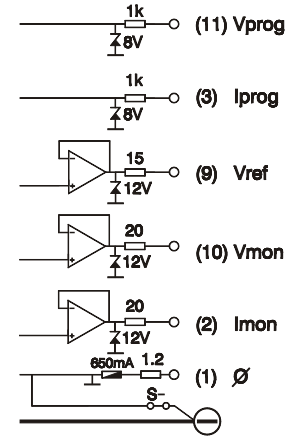 1k
(11) Vprog
8V
1k
(3) Iprog
8V
15
(9) Vref
12V
20
(10) Vmon
12V
20
(2) Imon
12V
650mA
1.2
(1) Ø
S–